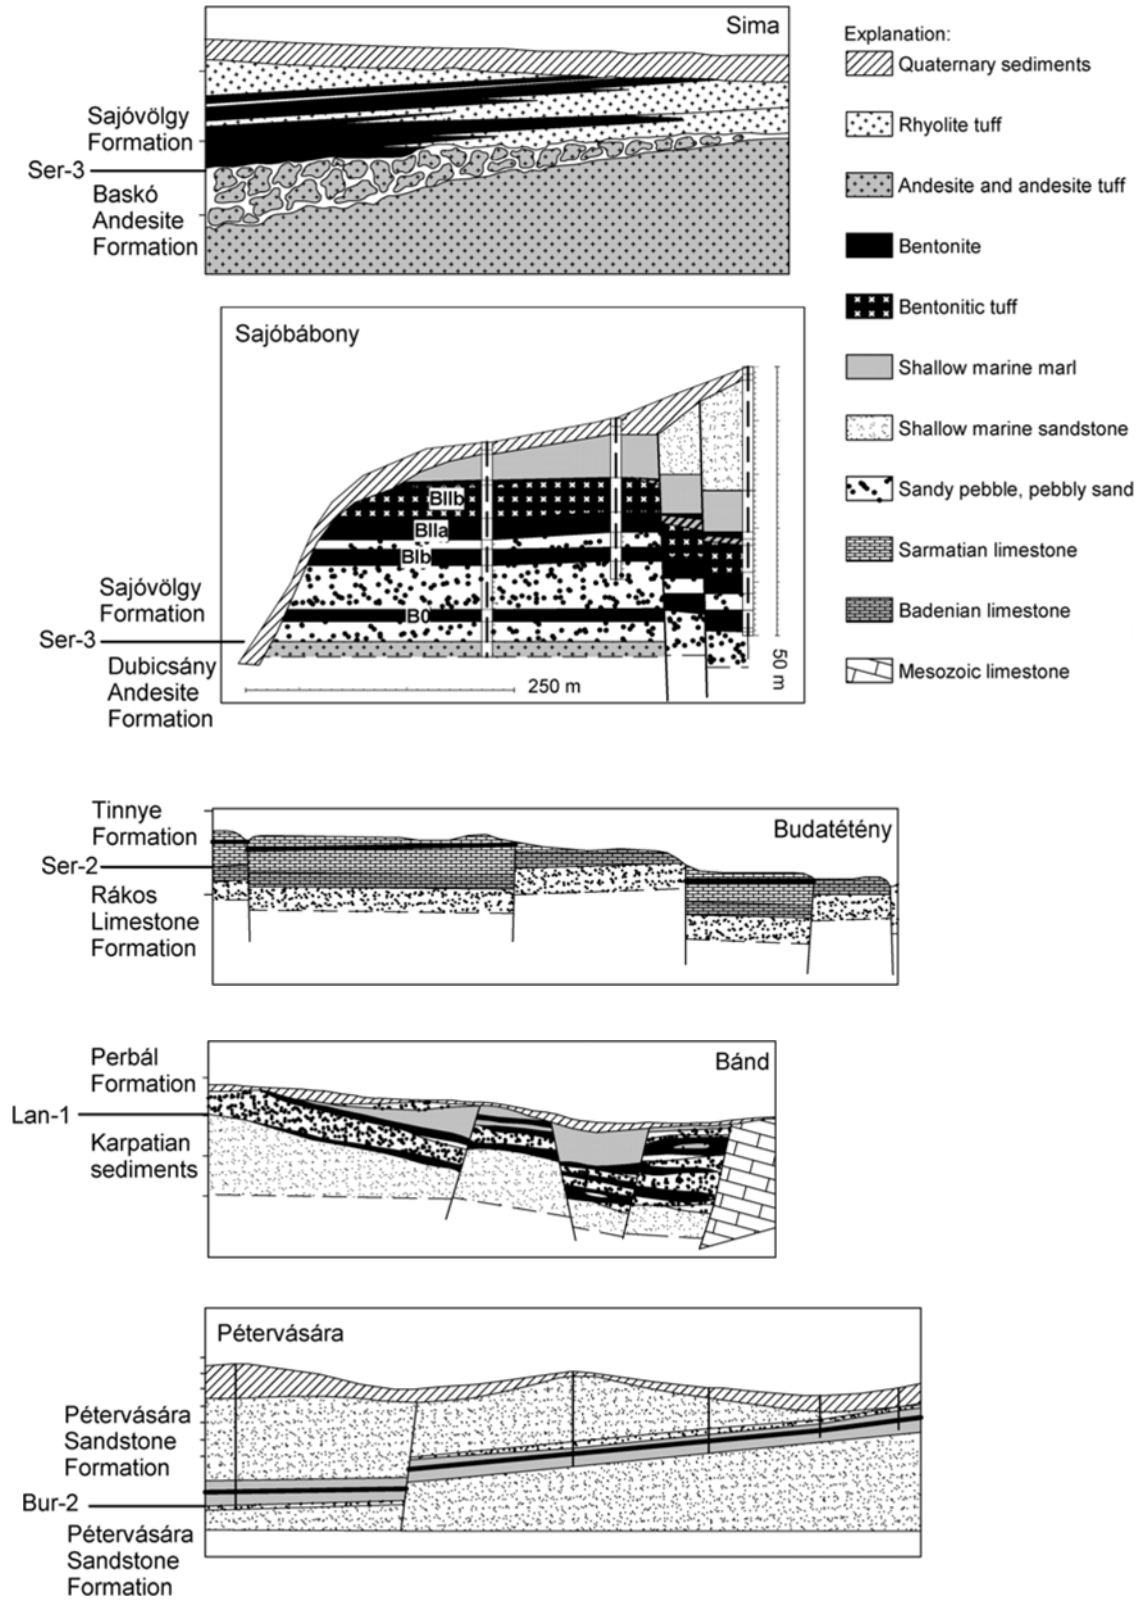 Sima
Sajóvölgy
Formation
Ser-3
Baskó
Andesite
Formation
Explanation:
Quaternary sediments
Rhyolite tuff
Andesite and andesite tuff
Bentonite
Bentonitic tuff
Shallow marine marl
Shallow marine sandstone
Sandy pebble, pebbly sand
Sarmatian limestone
Badenian limestone
Mesozoic limestone
Sajóbábony
BIIb
BIIa
BIb
B0
Sajóvölgy
Formation
Ser-3
Dubicsány
Andesite
Formation
250 m
50 m
Tinnye
Formation
Budatétény
Ser-2
Rákos
Limestone
Formation
Perbál
Formation
Bánd
Lan-1
Karpatian
sediments
Pétervására
Pétervására
Sandstone
Formation
Bur-2
Pétervására
Sandstone
Formation